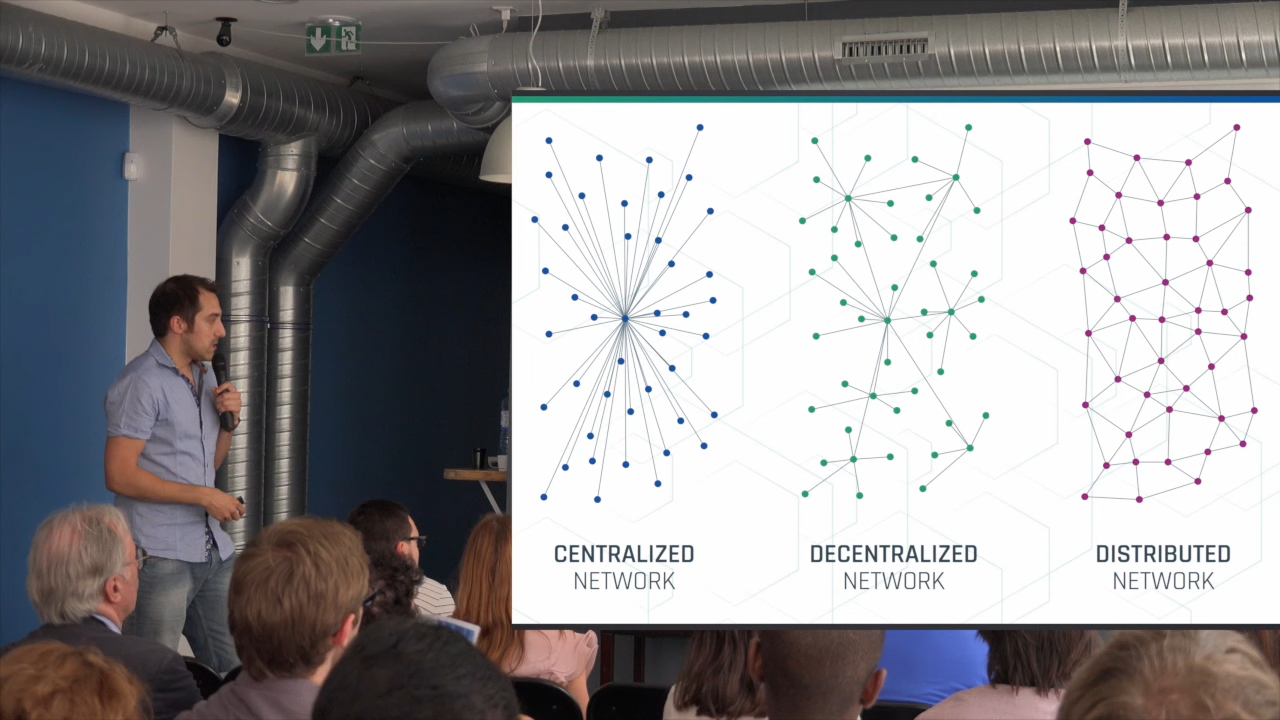 CENTRALIZED
NETWORK
DECENTRALIZED
NETWORK
DISTRIBUTED
NETWORK